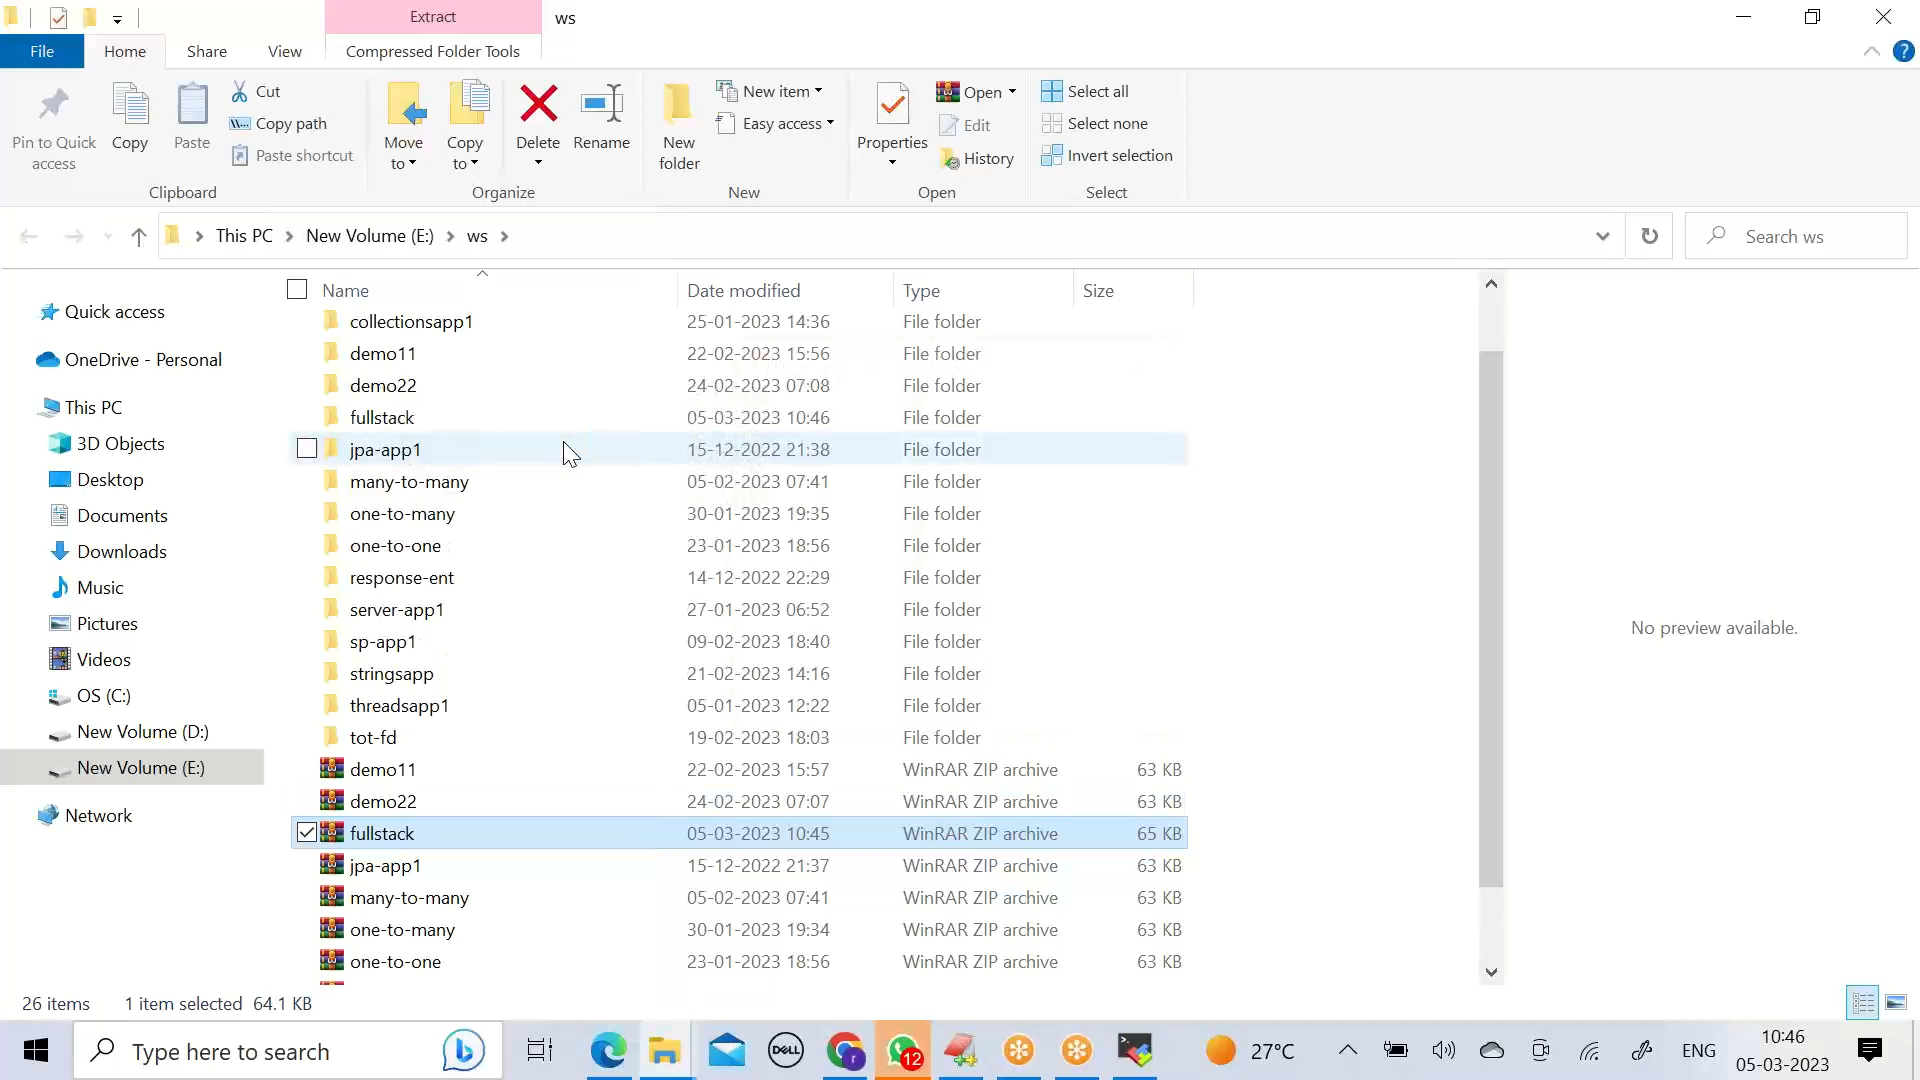 Extract
ws
File
Home
Share
View
Compressed Folder Tools
Pin to Quick access
Copy
Paste
Cut
Copy path
Paste shortcut
Clipboard
Move to
Copy to
Delete
Rename
Organize
New folder
New item
Easy access
New
Properties
Open
Edit
History
Open
Select all
Select none
Invert selection
Select
This PC
New Volume (E:)
ws
Search ws
Quick access
OneDrive - Personal
This PC
3D Objects
Desktop
Documents
Downloads
Music
Pictures
Videos
OS (C:)
New Volume (D:)
New Volume (E:)
Network
Name Date modified Type Size
collectionsapp1 25-01-2023 14:36 File folder
demo11 22-02-2023 15:56 File folder
demo22 24-02-2023 07:08 File folder
fullstack 05-03-2023 10:46 File folder
jpa-app1 15-12-2022 21:38 File folder
many-to-many 05-02-2023 07:41 File folder
one-to-many 30-01-2023 19:35 File folder
one-to-one 23-01-2023 18:56 File folder
response-ent 14-12-2022 22:29 File folder
server-app1 27-01-2023 06:52 File folder
sp-app1 09-02-2023 18:40 File folder
stringsapp 21-02-2023 14:16 File folder
threadsapp1 05-01-2023 12:22 File folder
tot-fd 19-02-2023 18:03 File folder
demo11 22-02-2023 15:57 WinRAR ZIP archive 63 KB
demo22 24-02-2023 07:07 WinRAR ZIP archive 63 KB
fullstack 05-03-2023 10:45 WinRAR ZIP archive 65 KB
jpa-app1 15-12-2022 21:37 WinRAR ZIP archive 63 KB
many-to-many 05-02-2023 07:41 WinRAR ZIP archive 63 KB
one-to-many 30-01-2023 19:34 WinRAR ZIP archive 63 KB
one-to-one 23-01-2023 18:56 WinRAR ZIP archive 63 KB
No preview available.
26 items 1 item selected 64.1 KB
Type here to search
DELL
r
12
27°C
ENG
10:46
05-03-2023